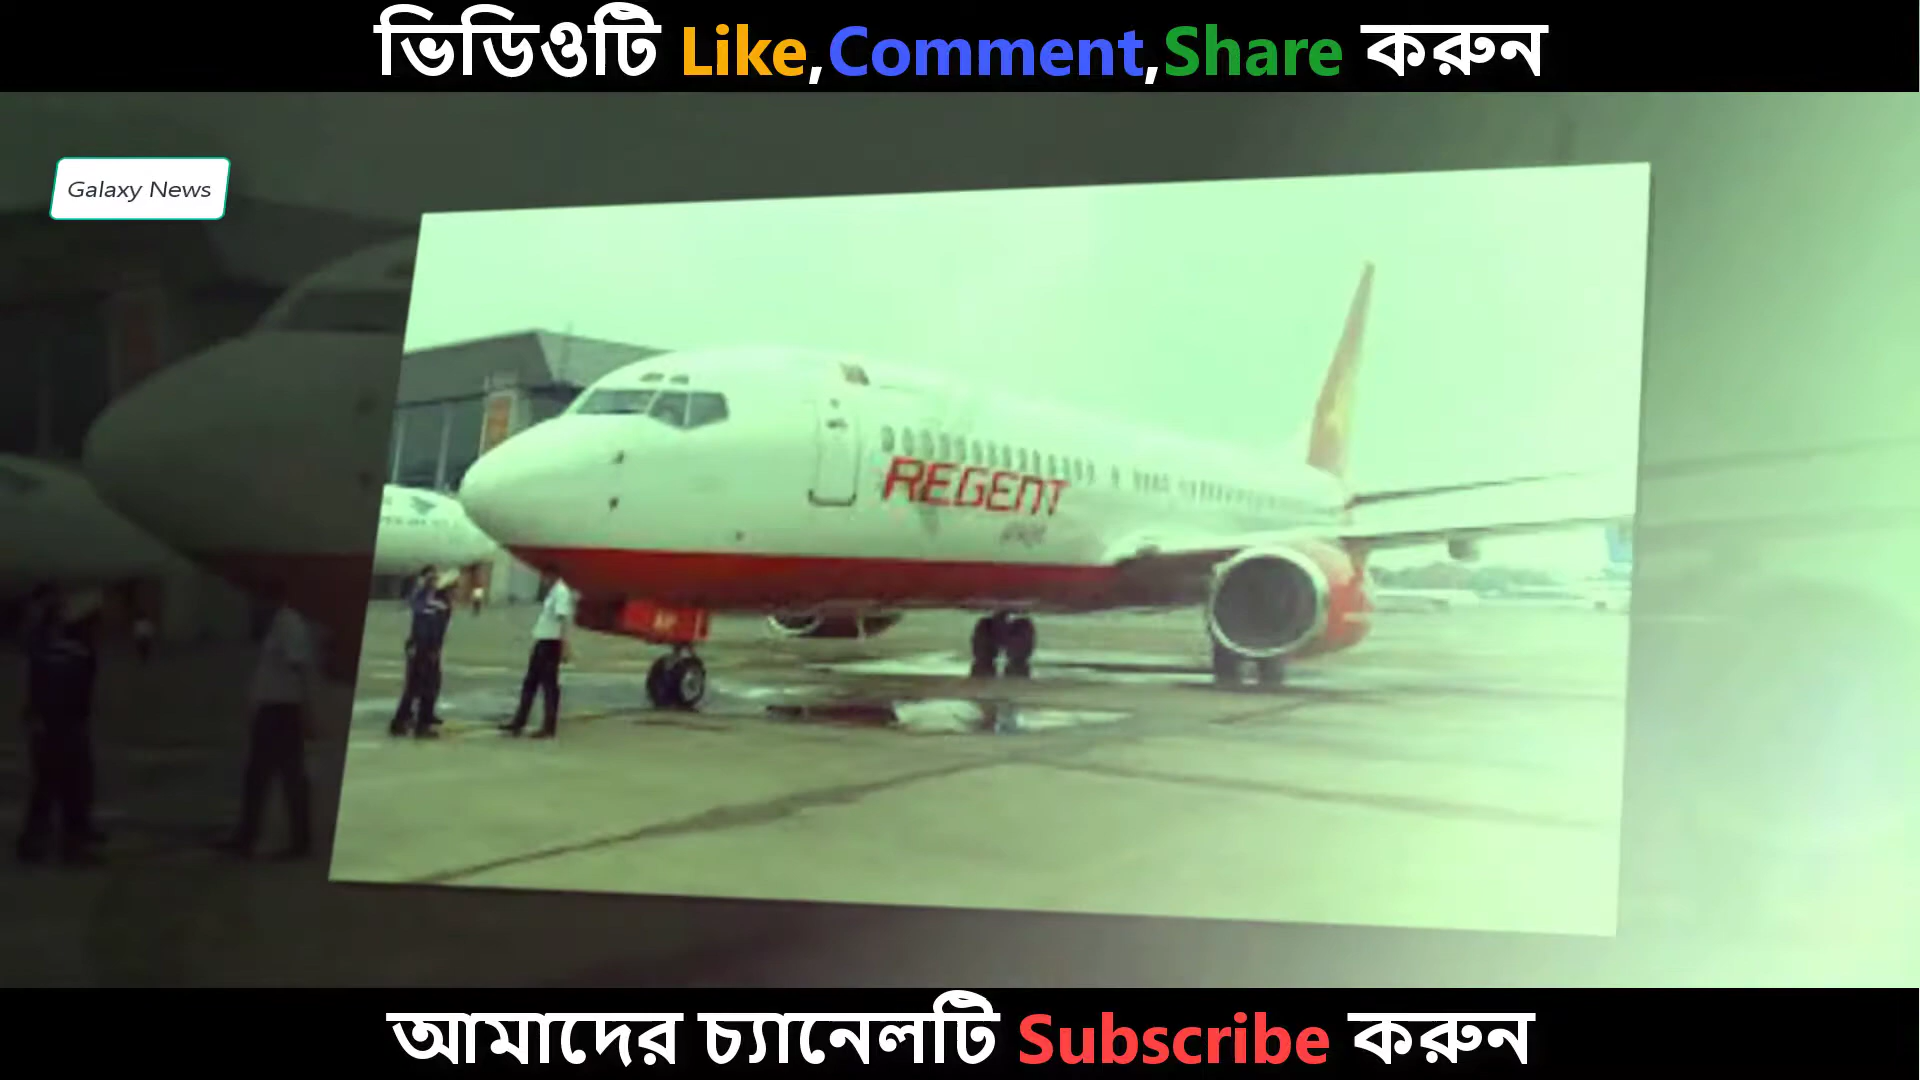 ভিডিওটি Like,Comment,Share করুন
Galaxy News
REGENT
আমাদের চ্যানেলটি Subscribe করুন